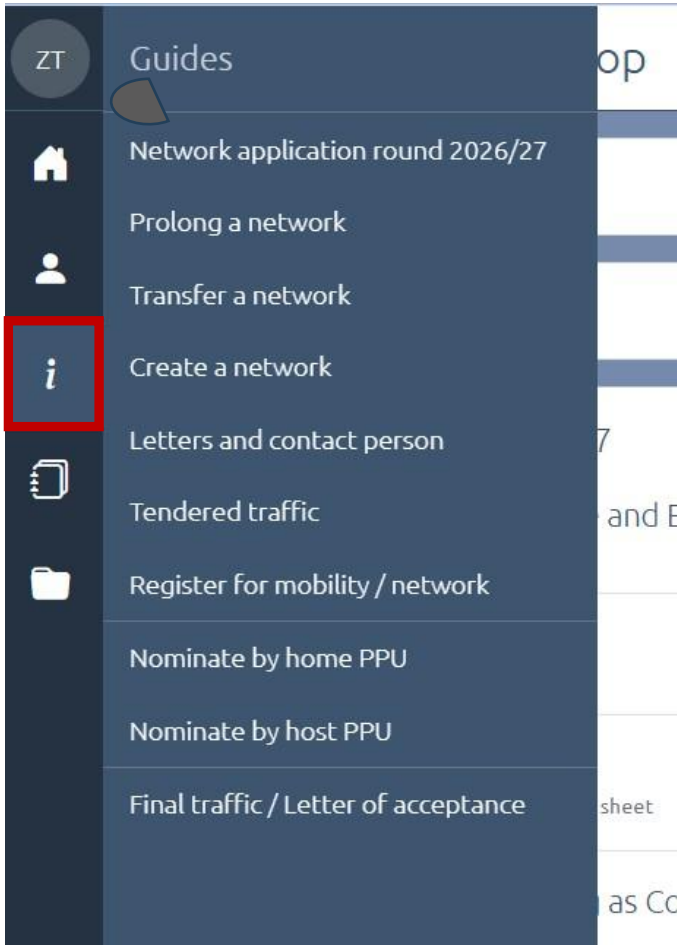 ZT
Guides
op
Network application round 2026/27
Prolong a network
Transfer a network
i
Create a network
Letters and contact person
7
Tendered traffic
and E
Register for mobility / network
Nominate by home PPU
Nominate by host PPU
Final traffic / Letter of acceptance
sheet
as Co